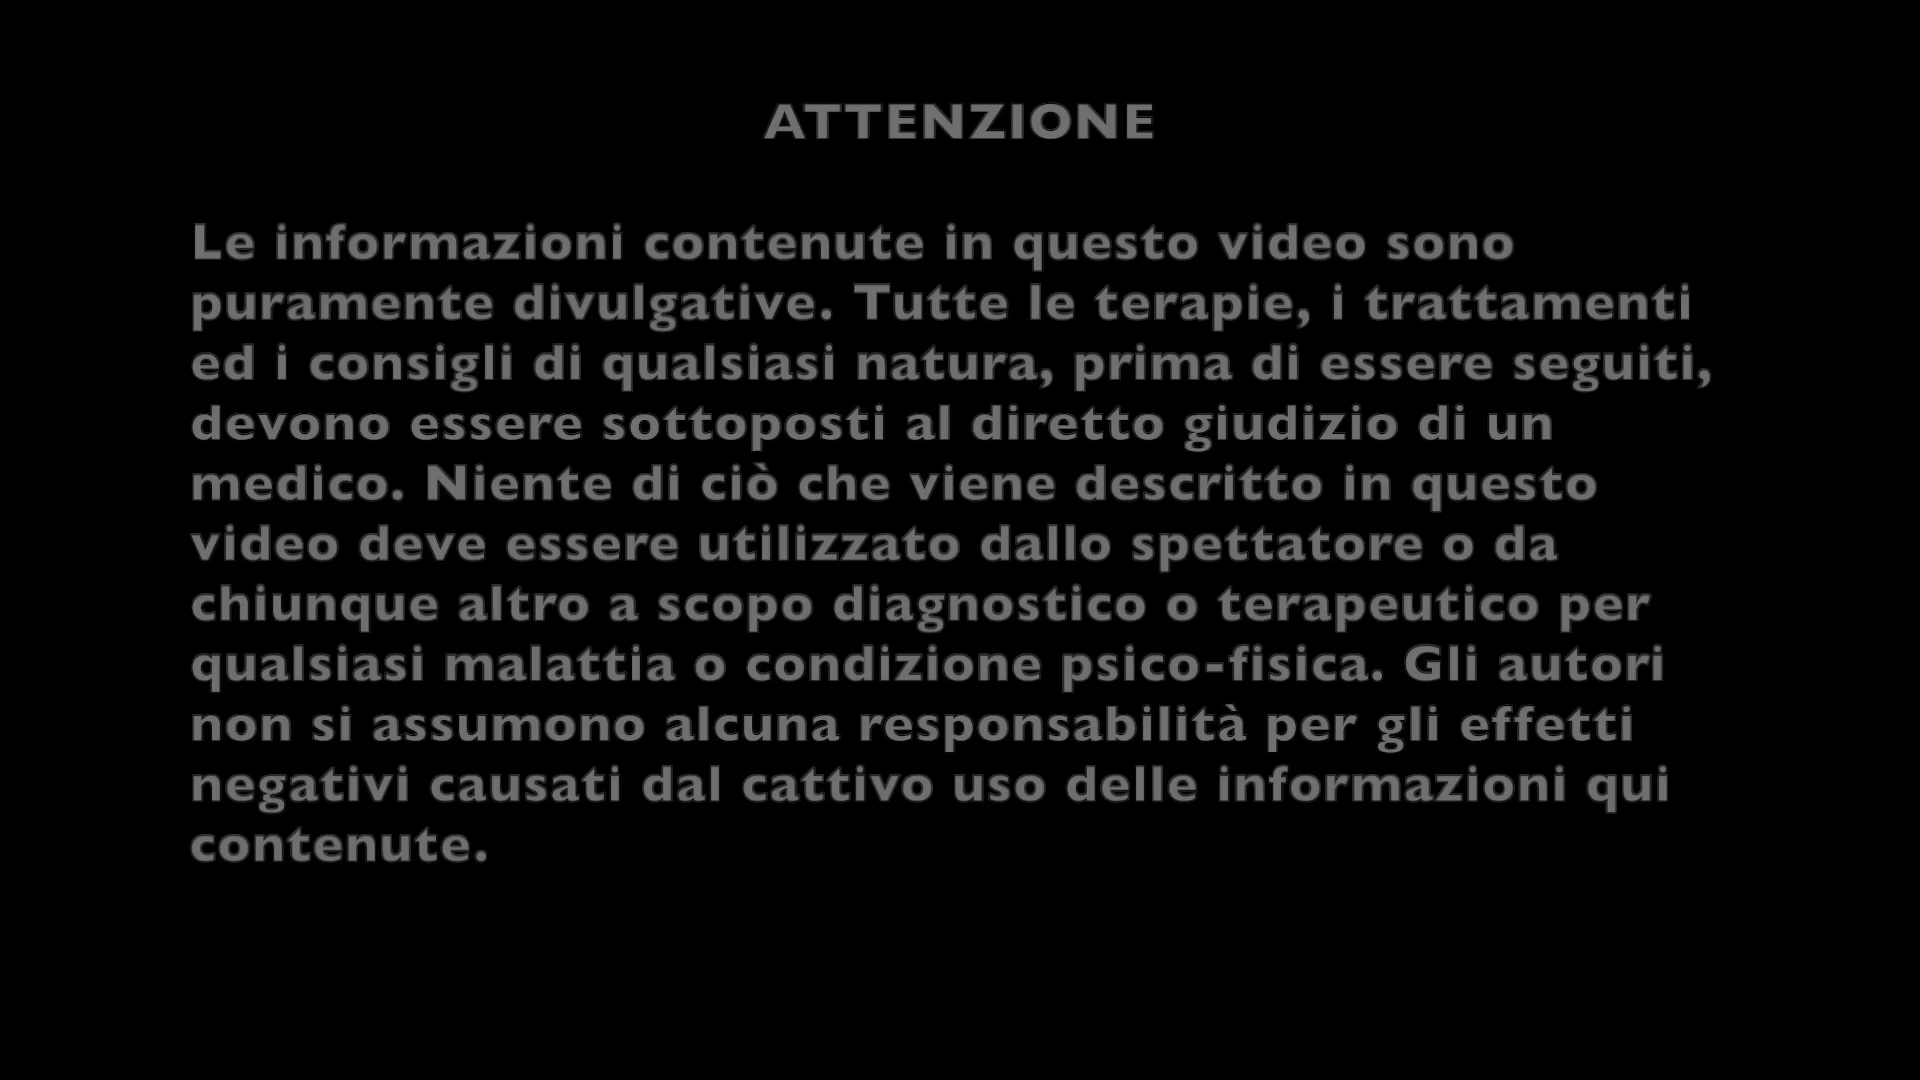 ATTENZIONE
Le informazioni contenute in questo video sono
puramente divulgative. Tutte le terapie, i trattamenti
ed i consigli di qualsiasi natura, prima di essere seguiti,
devono essere sottoposti al diretto giudizio di un
medico. Niente di ciò che viene descritto in questo
video deve essere utilizzato dallo spettatore o da
chiunque altro a scopo diagnostico o terapeutico per
qualsiasi malattia o condizione psico-fisica. Gli autori
non si assumono alcuna responsabilità per gli effetti
negativi causati dal cattivo uso delle informazioni qui
contenute.